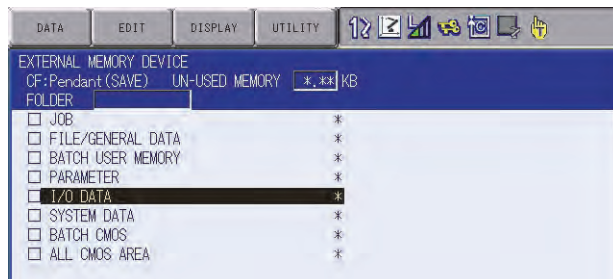 DATA EDIT DISPLAY UTILITY
EXTERNAL MEMORY DEVICE
CF:Pendant(SAVE) UN-USED MEMORY *.** KB
FOLDER
JOB *
FILE/GENERAL DATA *
BATCH USER MEMORY *
PARAMETER *
I/O DATA *
SYSTEM DATA *
BATCH CMOS *
ALL CMOS AREA *